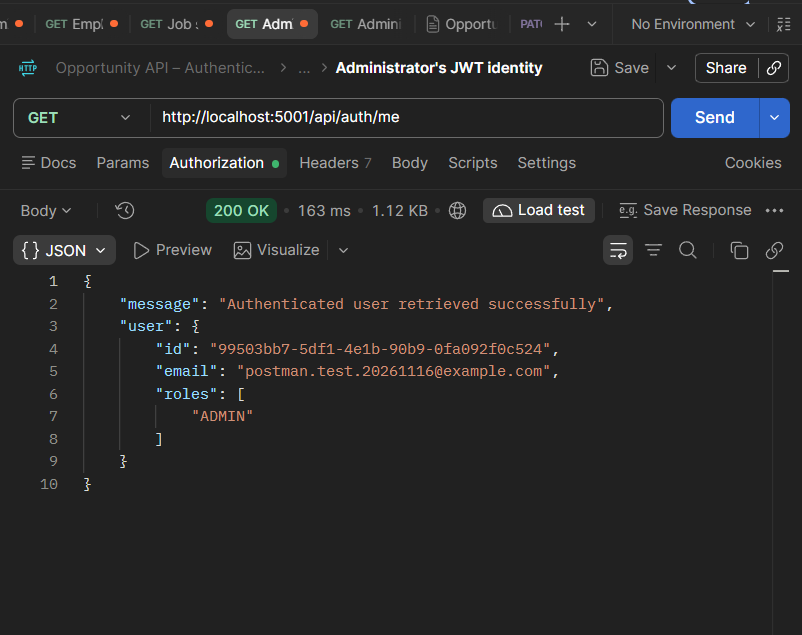 GET Emp
GET Job
GET Adm
GET Admini
Opportu
PAT
No Environment
HTTP
Opportunity API – Authentic... > ... > Administrator's JWT identity
Save
Share
GET
http://localhost:5001/api/auth/me
Send
Docs Params Authorization Headers 7 Body Scripts Settings Cookies
Body 200 OK • 163 ms • 1.12 KB • Load test e.g. Save Response
{} JSON Preview Visualize
1 {
2 "message": "Authenticated user retrieved successfully",
3 "user": {
4 "id": "99503bb7-5df1-4e1b-90b9-0fa092f0c524",
5 "email": "postman.test.20261116@example.com",
6 "roles": [
7 "ADMIN"
8 ]
9 }
10 }